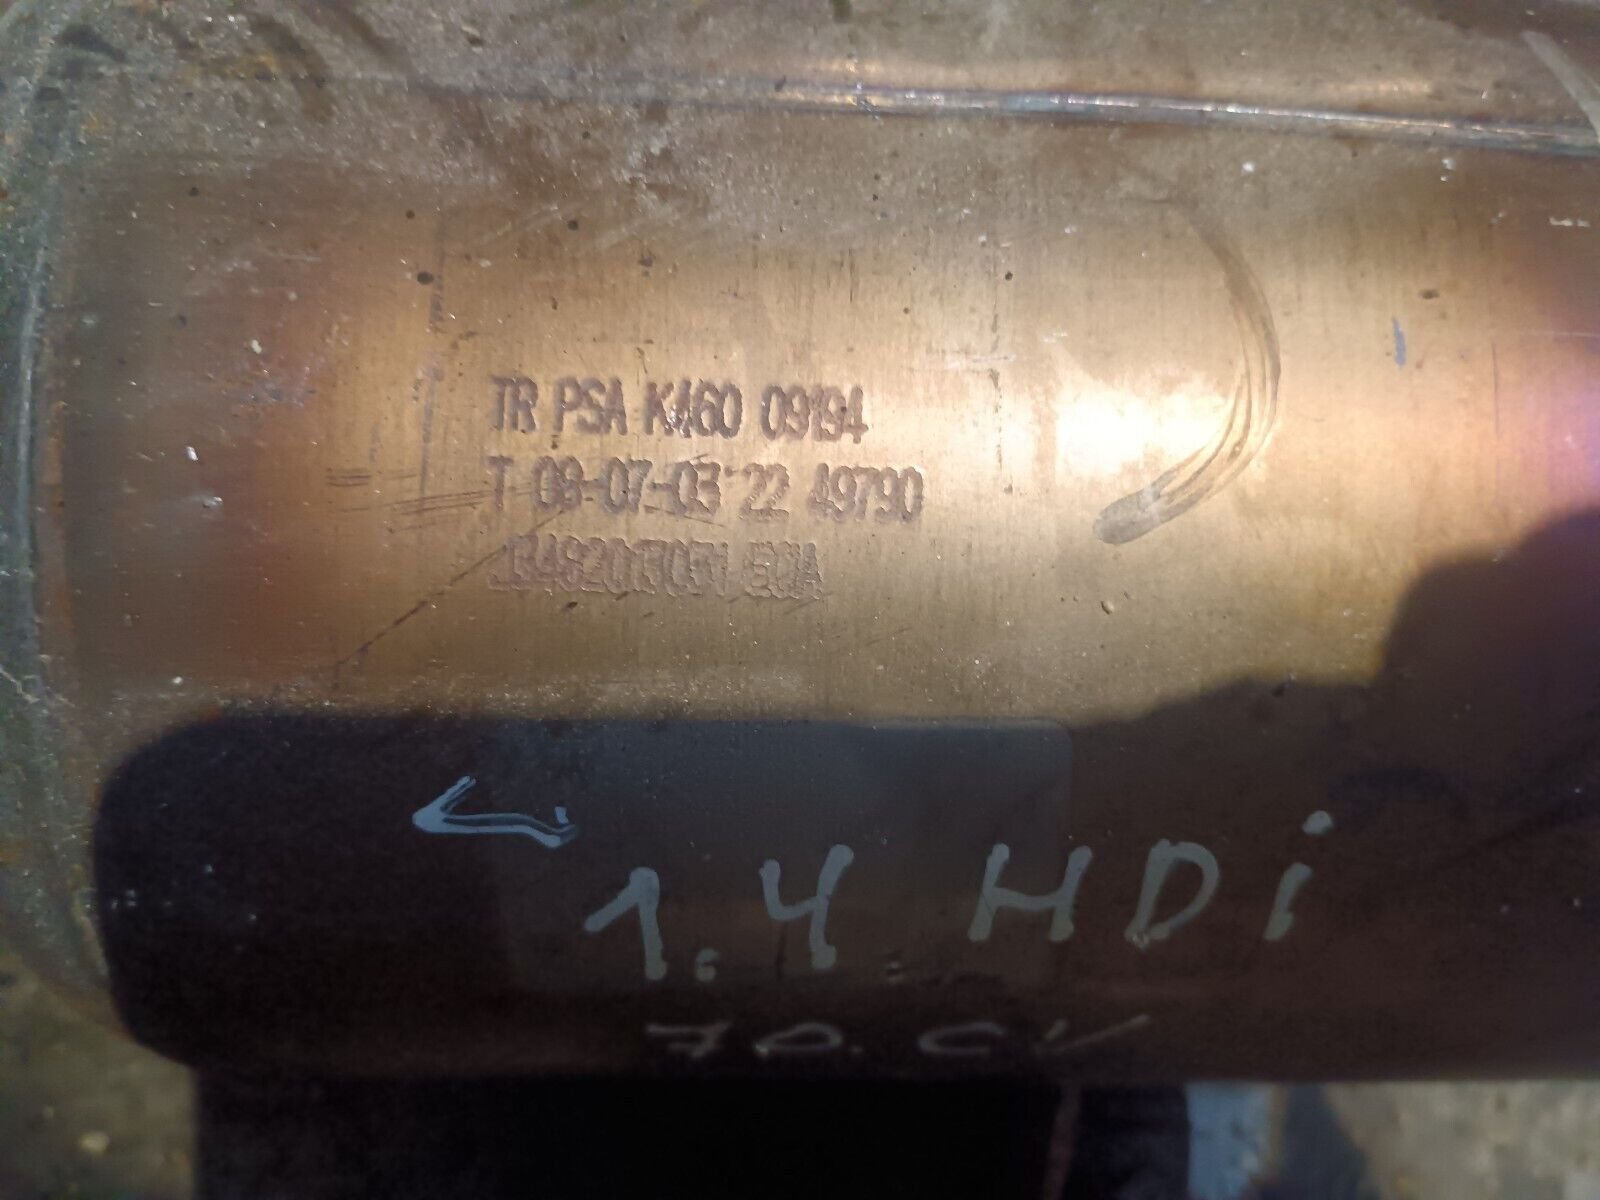 TR PSA K460 09194
T 08-07-03 22 49790
1.4 HDi
70.CV